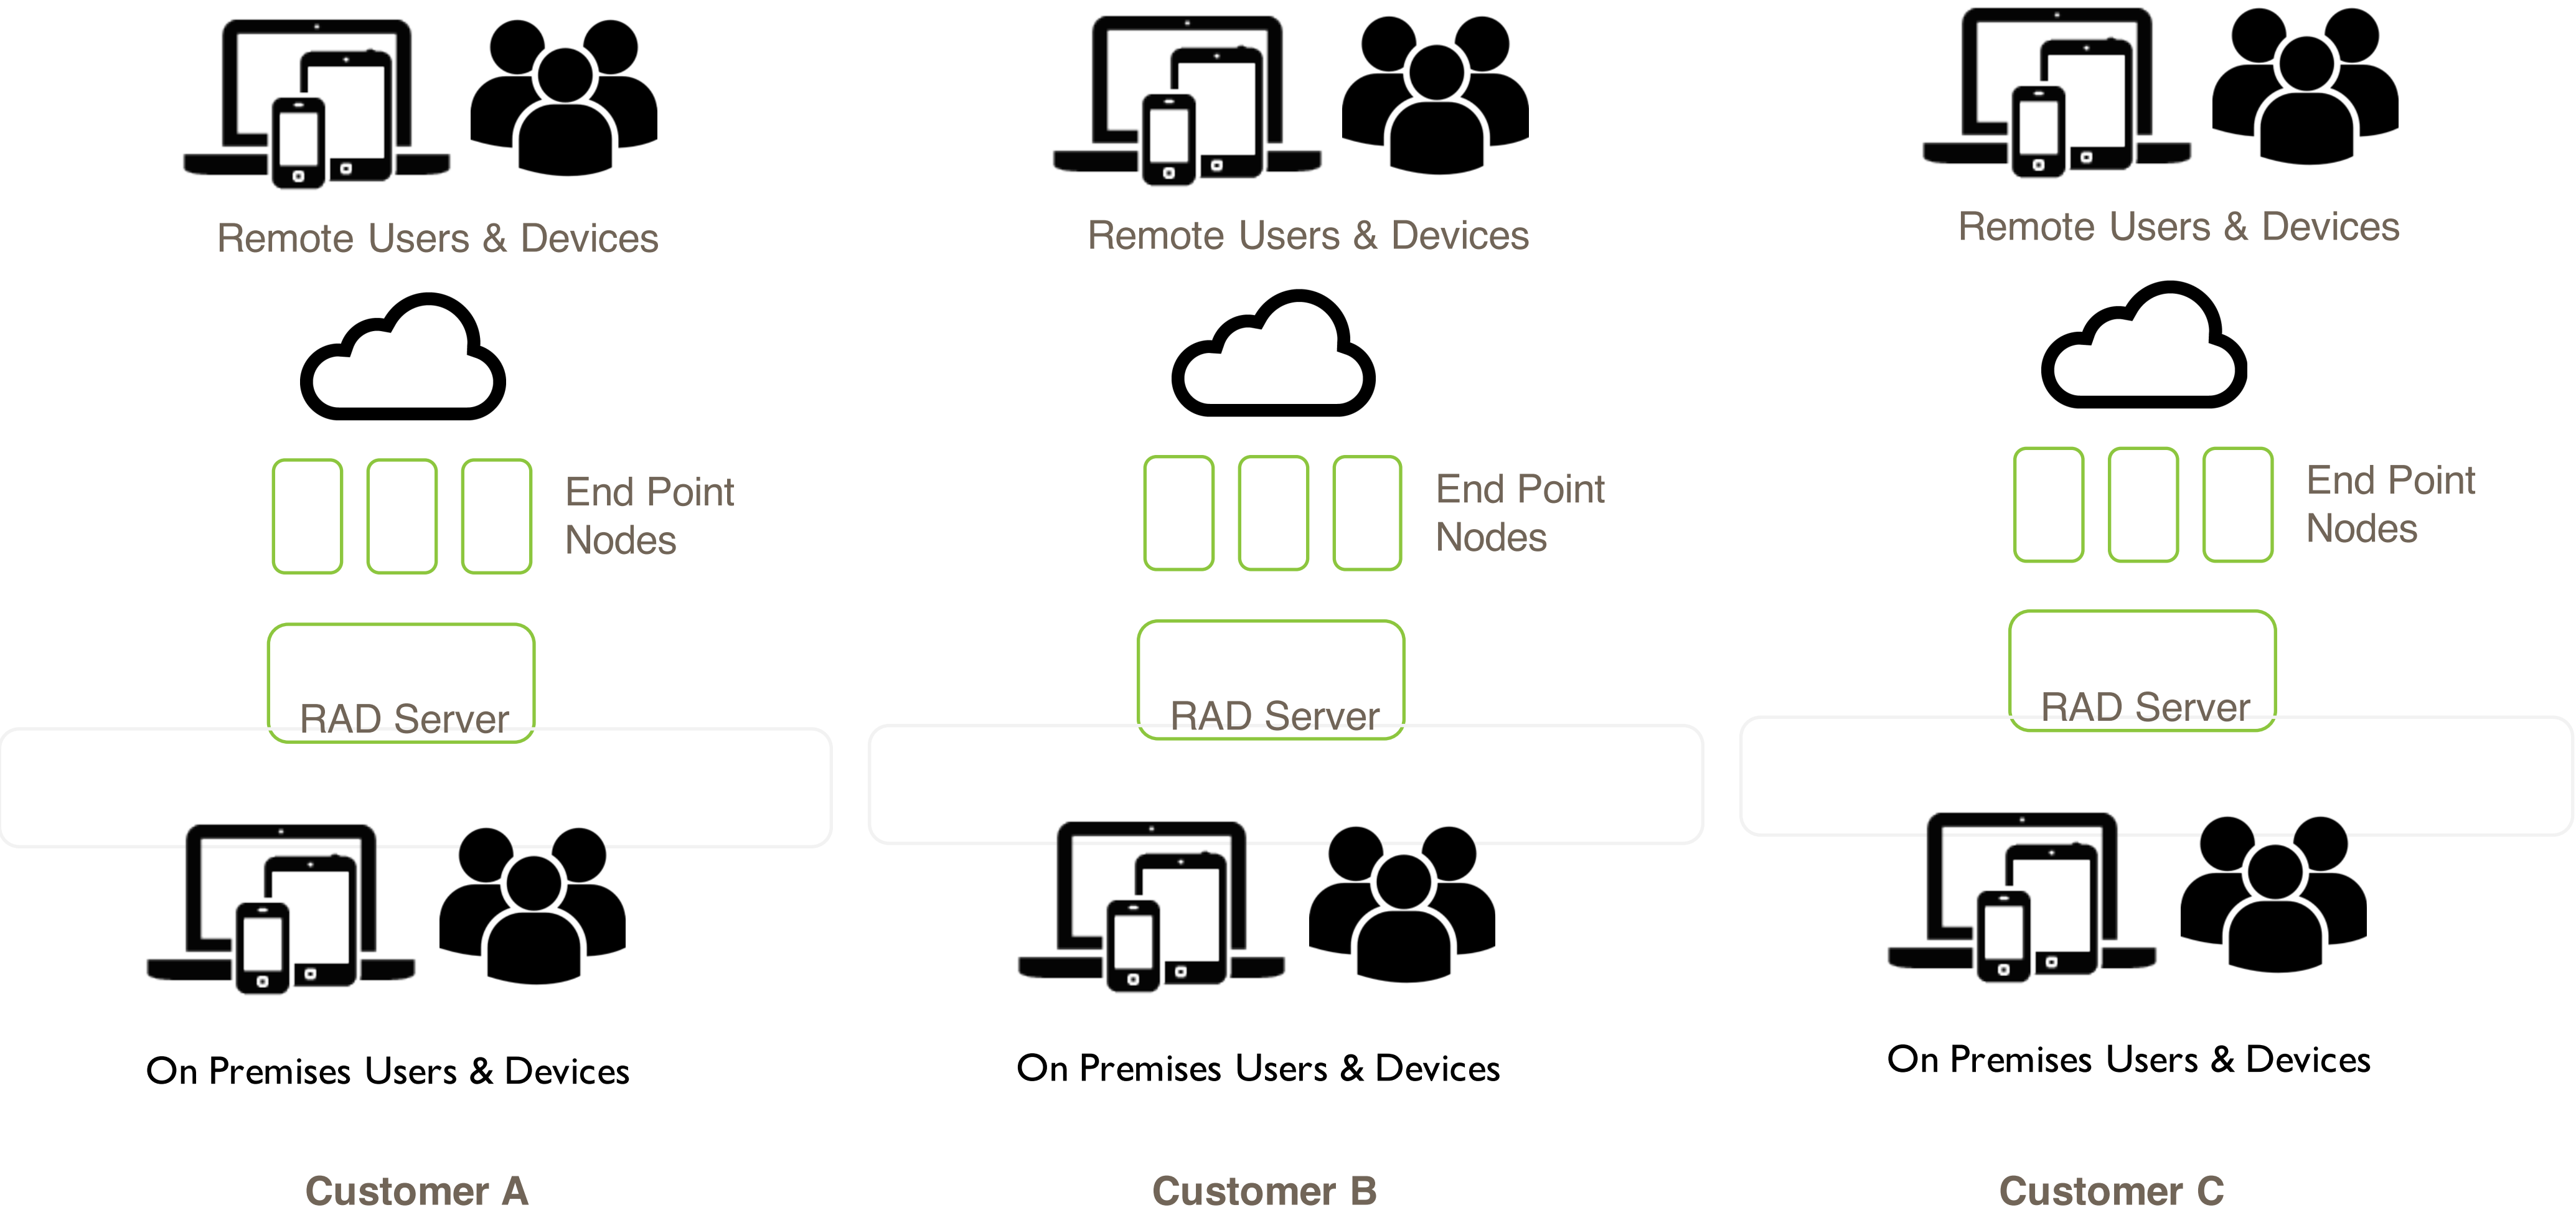 Remote Users & Devices
Remote Users & Devices
Remote Users & Devices
End Point
Nodes
End Point
Nodes
End Point
Nodes
RAD Server
RAD Server
RAD Server
On Premises Users & Devices
On Premises Users & Devices
On Premises Users & Devices
Customer A
Customer B
Customer C